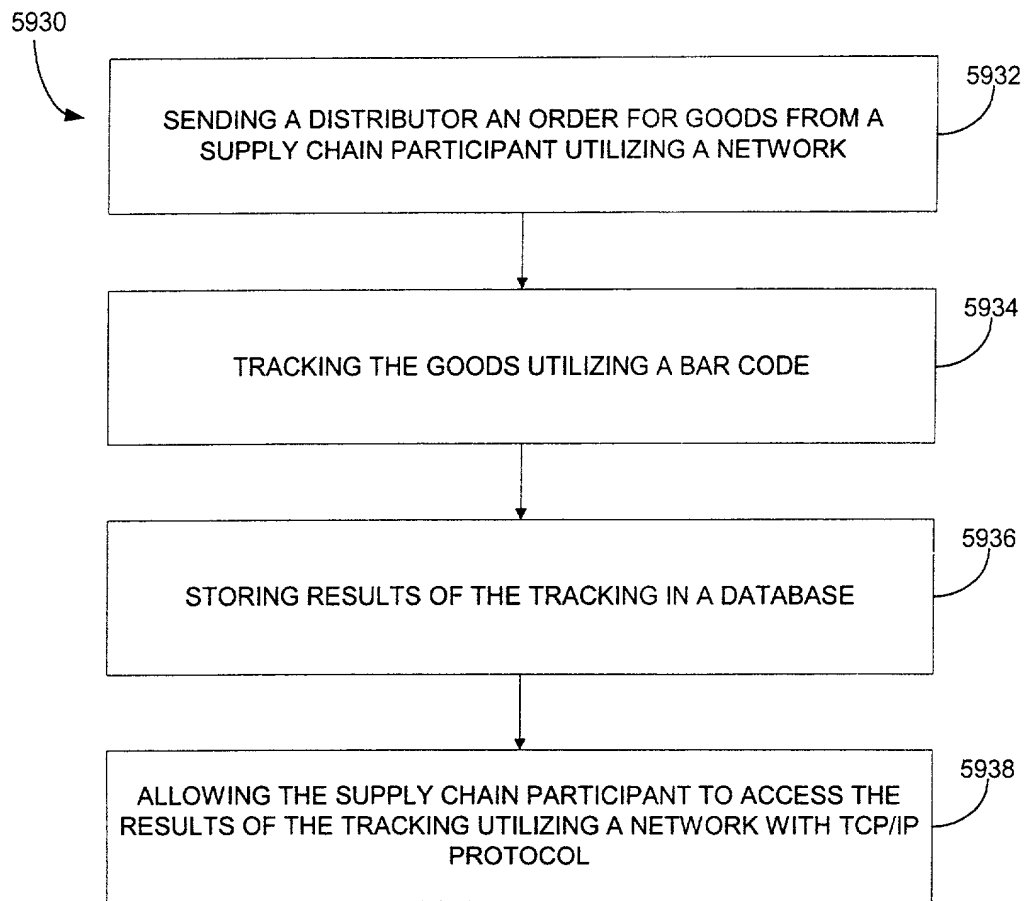 5930
5932
SENDING A DISTRIBUTOR AN ORDER FOR GOODS FROM A
SUPPLY CHAIN PARTICIPANT UTILIZING A NETWORK
5934
TRACKING THE GOODS UTILIZING A BAR CODE
5936
STORING RESULTS OF THE TRACKING IN A DATABASE
5938
ALLOWING THE SUPPLY CHAIN PARTICIPANT TO ACCESS THE
RESULTS OF THE TRACKING UTILIZING A NETWORK WITH TCP/IP
PROTOCOL